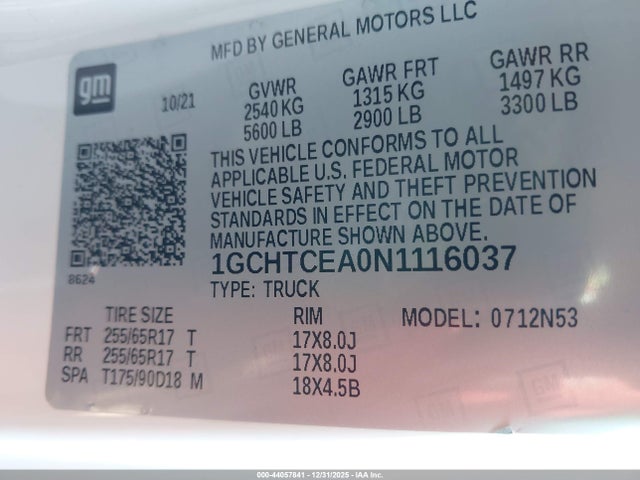 MFD BY GENERAL MOTORS LLC
gm
10/21
GVWR
2540 KG
5600 LB
GAWR FRT
1315 KG
2900 LB
GAWR RR
1497 KG
3300 LB
THIS VEHICLE CONFORMS TO ALL
APPLICABLE U.S. FEDERAL MOTOR
VEHICLE SAFETY AND THEFT PREVENTION
STANDARDS IN EFFECT ON THE DATE OF
MANUFACTURE SHOWN ABOVE.
8624
1GCHTCEA0N1116037
TYPE: TRUCK
TIRE SIZE
RIM
MODEL: 0712N53
FRT 255/65R17 T 17X8.0J
RR 255/65R17 T 17X8.0J
SPA T175/90D18 M 18X4.5B
000-44057841 - 12/31/2025 - IAA Inc.